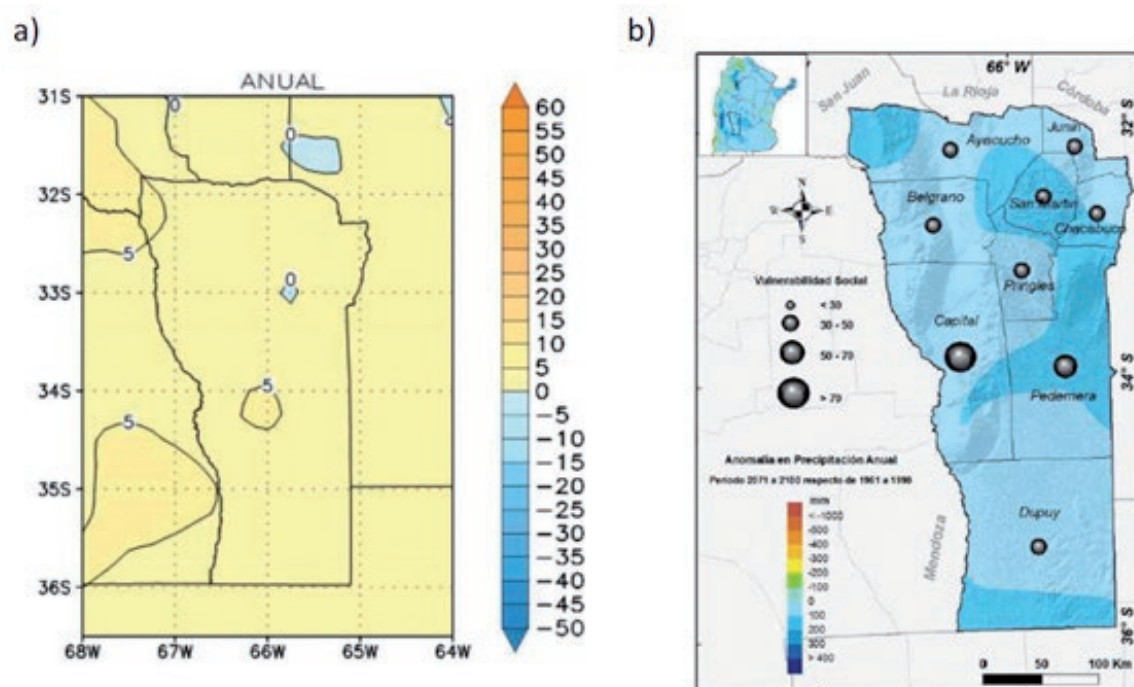 a)
ANUAL
31S
32S
33S
34S
35S
36S
68W
67W
66W
65W
64W
0
0
5
0
5
5
60
55
50
45
40
35
30
25
20
15
10
5
0
-5
-10
-15
-20
-25
-30
-35
-40
-45
-50
b)
66° W
San Juan
La Rioja
Córdoba
32° S
Ayacucho
Junín
Belgrano
San Martín
Chacabuco
N
W
E
S
Pringles
Vulnerabilidad Social
< 30
30 - 50
50 - 70
> 70
Capital
34° S
Pedernera
Anomalía en Precipitación Anual
Período 2071 a 2100 respecto de 1961 a 1990
mm
< -1000
-300
-200
-100
0
100
200
300
> 400
Mendoza
Dupuy
36° S
0 50 100 Km